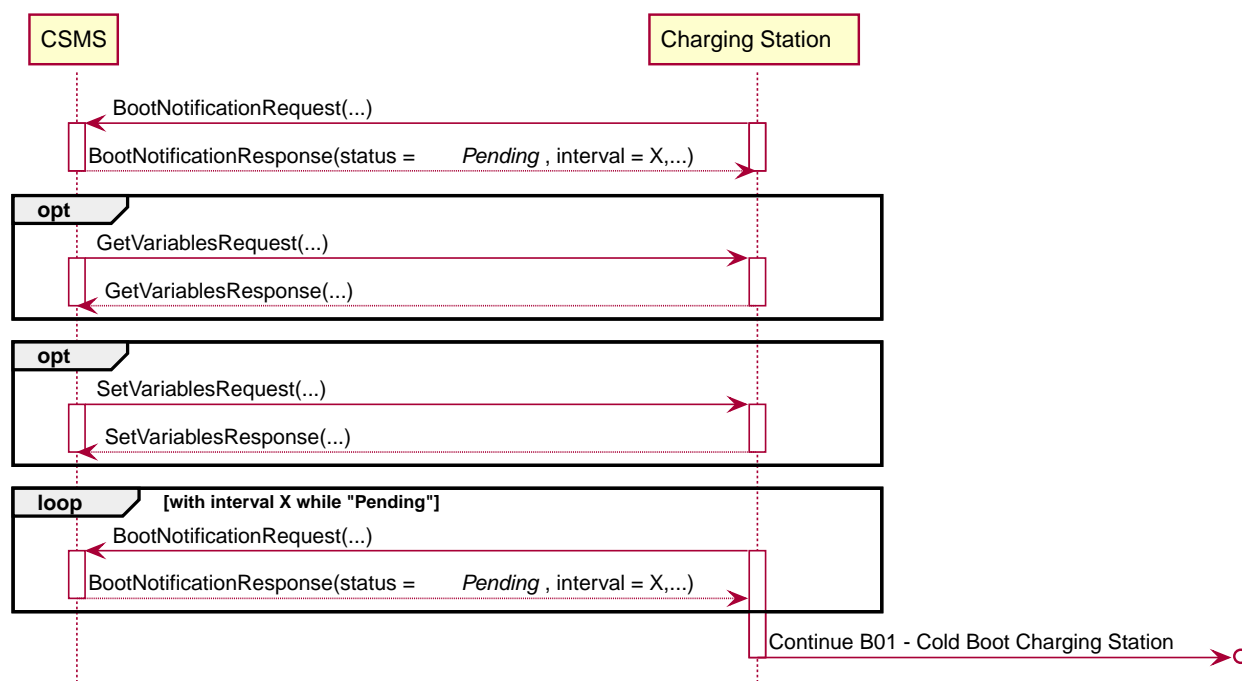 CSMS
Charging Station
BootNotificationRequest(...)
BootNotificationResponse(status = Pending , interval = X,...)
opt
GetVariablesRequest(...)
GetVariablesResponse(...)
opt
SetVariablesRequest(...)
SetVariablesResponse(...)
loop [with interval X while "Pending"]
BootNotificationRequest(...)
BootNotificationResponse(status = Pending , interval = X,...)
Continue B01 - Cold Boot Charging Station